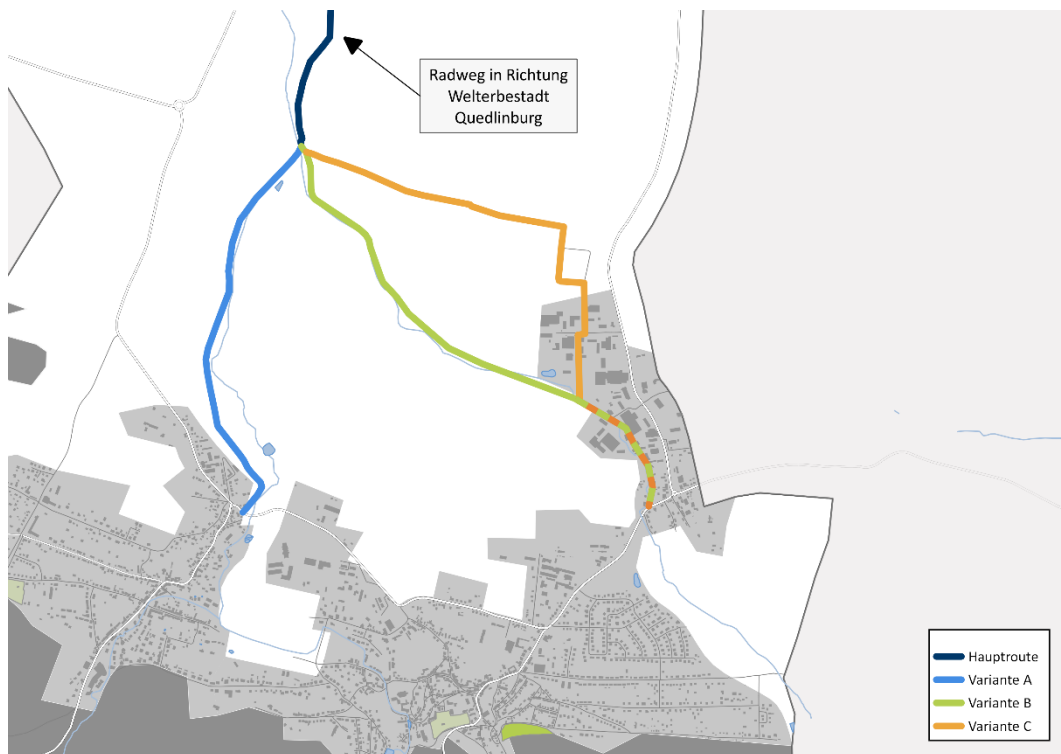 Radweg in Richtung
Welterbestadt
Quedlinburg
Hauptroute
Variante A
Variante B
Variante C